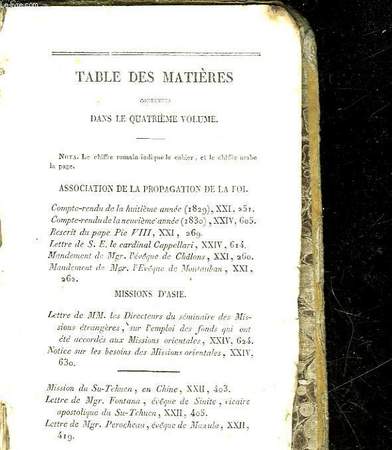 Le-livre.com
TABLE DES MATIÈRES
CONTENUES
DANS LE QUATRIÈME VOLUME.
NOTA. Le chiffre romain indique le cahier, et le chiffre arabe
la page.
ASSOCIATION DE LA PROPAGATION DE LA FOI.
Compte-rendu de la huitième année (1829), XXI, 251.
Compte-rendu de la neuvième année (1830), XXIV, 605.
Rescrit du pape Pie VIII, XXI, 269.
Lettre de S. E. le cardinal Cappellari, XXIV, 614.
Mandement de Mgr. l'évêque de Châlons, XXI, 260.
Mandement de Mgr. l'Evêque de Montauban, XXI,
262.
MISSIONS D'ASIE.
Lettre de MM. les Directeurs du séminaire des Mis-
sions étrangères, sur l'emploi des fonds qui ont
été accordés aux Missions orientales, XXIV, 624.
Notice sur les besoins des Missions orientales, XXIV,
630.
Mission du Su-Tchuen, en Chine, XXII, 403.
Lettre de Mgr. Fontana, évêque de Sinite, vicaire
apostolique du Su-Tchuen, XXII, 405.
Lettre de Mgr. Perocheau, évêque de Maxula, XXII,
419.